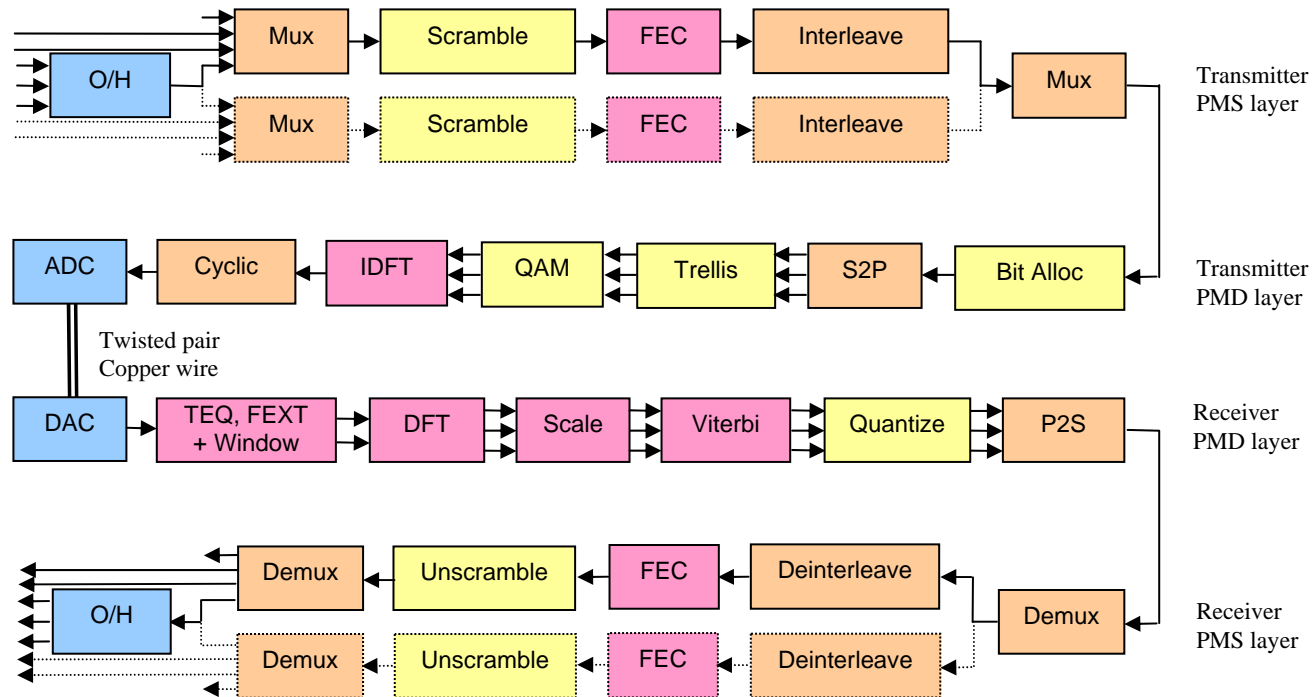 Mux
Scramble
FEC
Interleave
O/H
Mux
Transmitter
PMS layer
Mux
Scramble
FEC
Interleave
ADC
Cyclic
IDFT
QAM
Trellis
S2P
Bit Alloc
Transmitter
PMD layer
Twisted pair
Copper wire
DAC
TEQ, FEXT
+ Window
DFT
Scale
Viterbi
Quantize
P2S
Receiver
PMD layer
Demux
Unscramble
FEC
Deinterleave
O/H
Demux
Receiver
PMS layer
Demux
Unscramble
FEC
Deinterleave